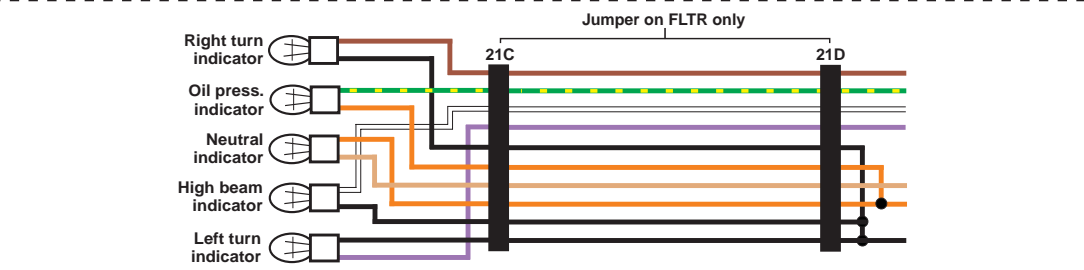 Jumper on FLTR only
21C
21D
Right turn
indicator
Oil press.
indicator
Neutral
indicator
High beam
indicator
Left turn
indicator